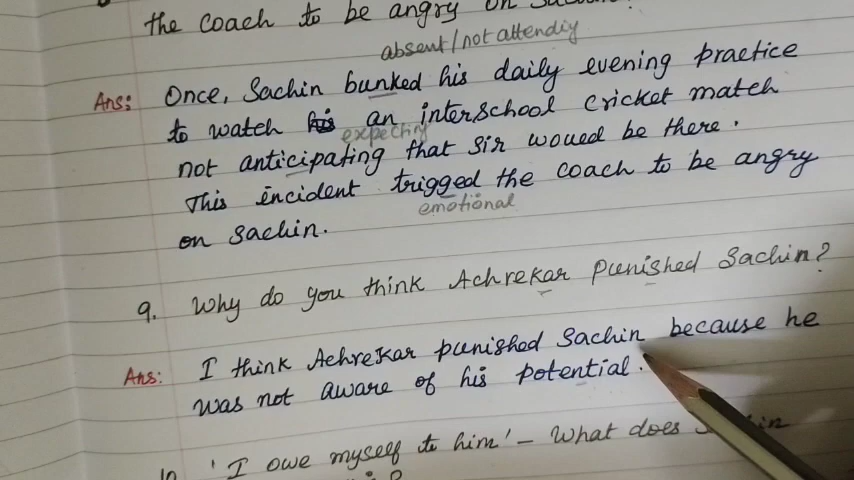 the coach to be angry on
absent/not attending
Ans: Once, Sachin bunked his daily evening practice
to watch his an interschool cricket match
expecting
not anticipating that sir woued be there.
This incident trigged the coach to be angry
emotional
on sachin.
9. Why do you think Achrekar punished Sachin?
Ans: I think Achrekar punished Sachin because he
was not aware of his potential.
10 'I owe myself to him' – What does